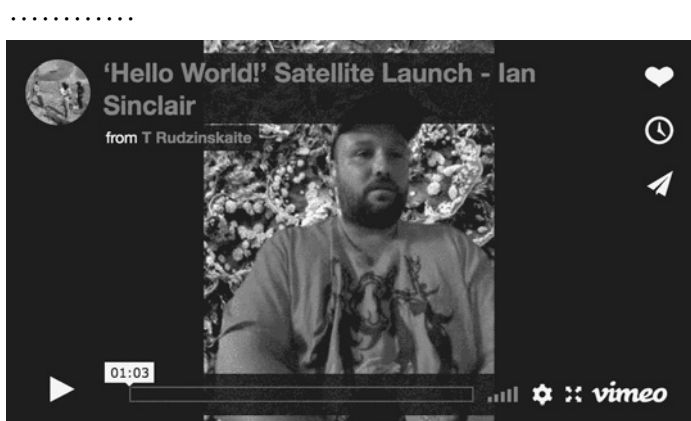 ............
‘Hello World!’ Satellite Launch - Ian
Sinclair
from T Rudzinskaite
01:03
vimeo